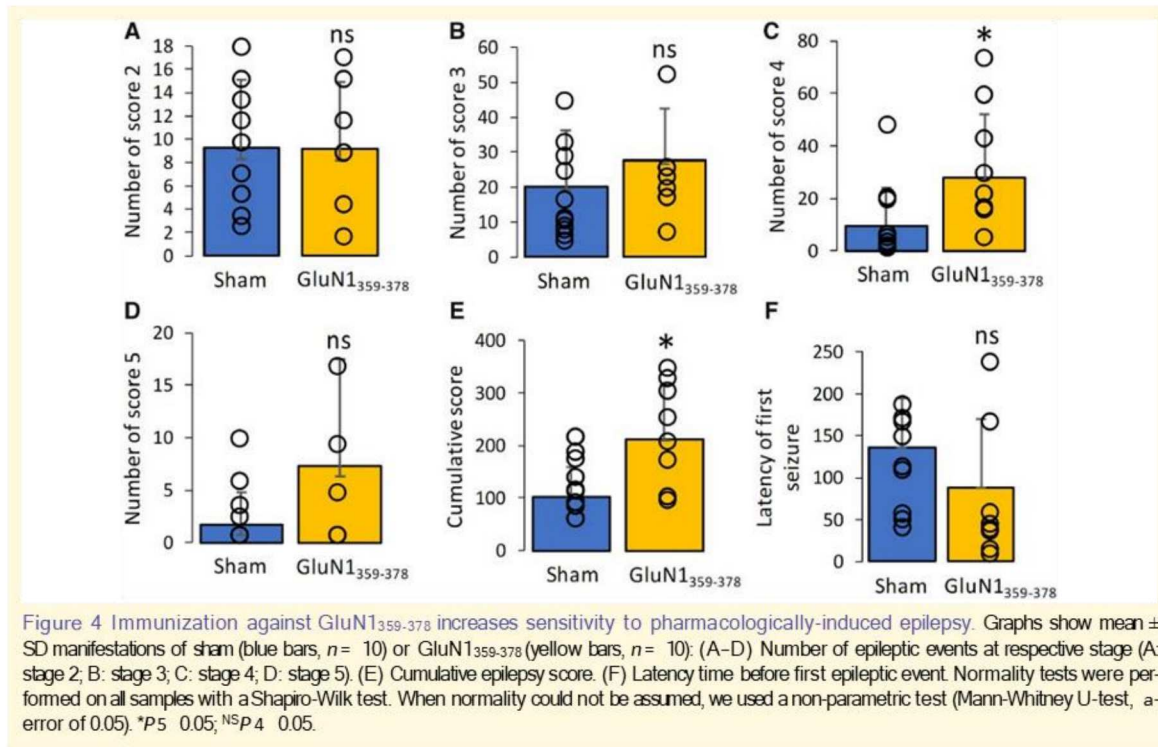 A
ns
18
16
14
12
10
8
6
4
2
0
Number of score 2
Sham
GluN1359-378
B
ns
60
50
40
30
20
10
0
Number of score 3
Sham
GluN1359-378
C
*
80
60
40
20
0
Number of score 4
Sham
GluN1359-378
D
ns
20
15
10
5
0
Number of score 5
Sham
GluN1359-378
E
*
400
300
200
100
0
Cumulative score
Sham
GluN1359-378
F
ns
250
200
150
100
50
0
Latency of first
seizure
Sham
GluN1359-378
Figure 4 Immunization against GluN1359-378 increases sensitivity to pharmacologically-induced epilepsy. Graphs show mean ±
SD manifestations of sham (blue bars, n = 10) or GluN1359-378 (yellow bars, n = 10): (A–D) Number of epileptic events at respective stage (A:
stage 2; B: stage 3; C: stage 4; D: stage 5). (E) Cumulative epilepsy score. (F) Latency time before first epileptic event. Normality tests were per-
formed on all samples with a Shapiro-Wilk test. When normality could not be assumed, we used a non-parametric test (Mann-Whitney U-test, a-
error of 0.05). *P5 0.05; NSP4 0.05.